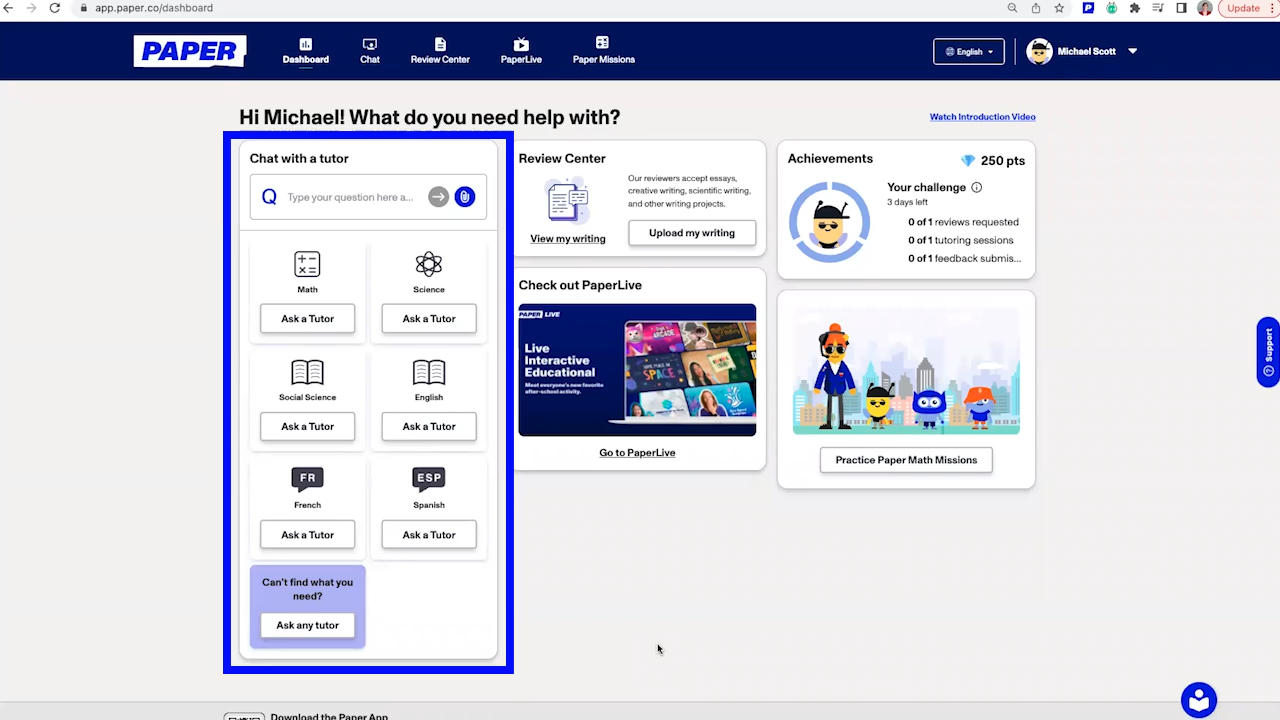 app.paper.co/dashboard
Update
PAPER
Dashboard
Chat
Review Center
PaperLive
Paper Missions
English
Michael Scott
Hi Michael! What do you need help with?
Watch Introduction Video
Chat with a tutor
Q
Type your question here a...
Math
Ask a Tutor
Science
Ask a Tutor
Social Science
Ask a Tutor
English
Ask a Tutor
FR
French
Ask a Tutor
ESP
Spanish
Ask a Tutor
Can't find what you
need?
Ask any tutor
Review Center
Our reviewers accept essays,
creative writing, scientific writing,
and other writing projects.
View my writing
Upload my writing
Check out PaperLive
PAPER LIVE
Live
Interactive
Educational
Meet everyone's new favorite
after-school activity.
ARCADE
SPACE
Go to PaperLive
Achievements
250 pts
Your challenge
3 days left
0 of 1 reviews requested
0 of 1 tutoring sessions
0 of 1 feedback submis...
Practice Paper Math Missions
Support
Download the Paper App